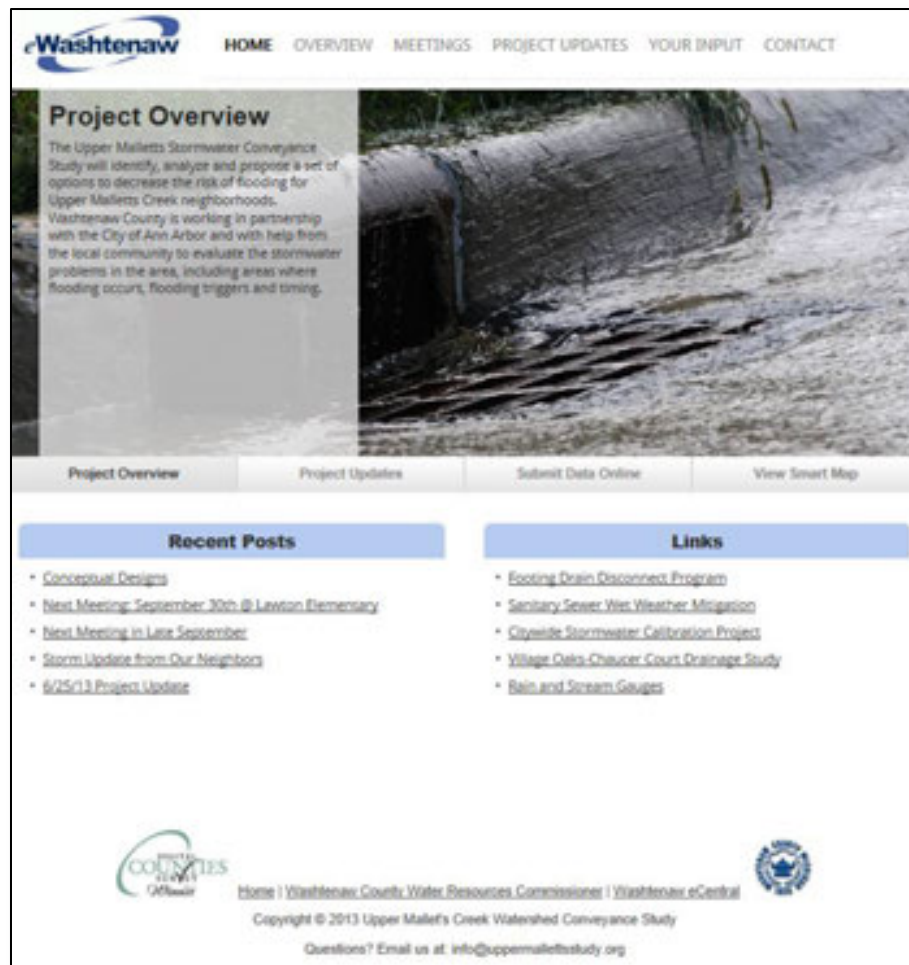 eWashtenaw
HOME OVERVIEW MEETINGS PROJECT UPDATES YOUR INPUT CONTACT
Project Overview
The Upper Malletts Stormwater Conveyance
Study will identify, analyze and propose a set of
options to decrease the risk of flooding for
Upper Malletts Creek neighborhoods.
Washtenaw County is working in partnership
with the City of Ann Arbor and with help from
the local community to evaluate the stormwater
problems in the area, including areas where
flooding occurs, flooding triggers and timing.
Project Overview Project Updates Submit Data Online View Smart Map
Recent Posts
• Conceptual Designs
• Next Meeting: September 30th @ Lawton Elementary
• Next Meeting in Late September
• Storm Update from Our Neighbors
• 6/25/13 Project Update
Links
• Footing Drain Disconnect Program
• Sanitary Sewer Wet Weather Mitigation
• Citywide Stormwater Calibration Project
• Village Oaks-Chaucer Court Drainage Study
• Rain and Stream Gauges
DIGITAL
COUNTIES
SURVEY
Winner
Home | Washtenaw County Water Resources Commissioner | Washtenaw eCentral
Copyright © 2013 Upper Mallet's Creek Watershed Conveyance Study
Questions? Email us at: info@uppermallettsstudy.org